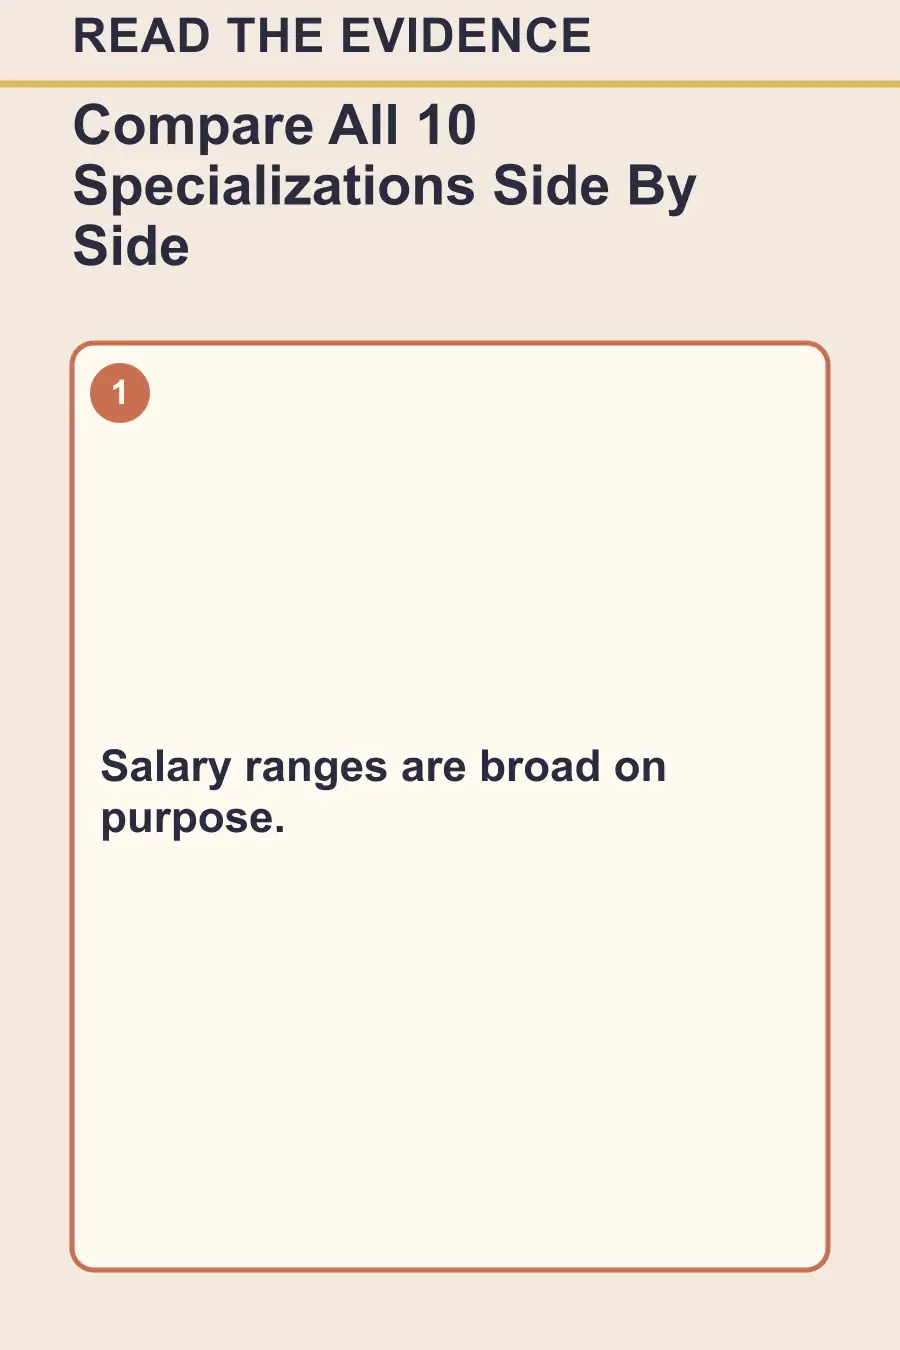 READ THE EVIDENCE
Compare All 10
Specializations Side By
Side
1
Salary ranges are broad on
purpose.